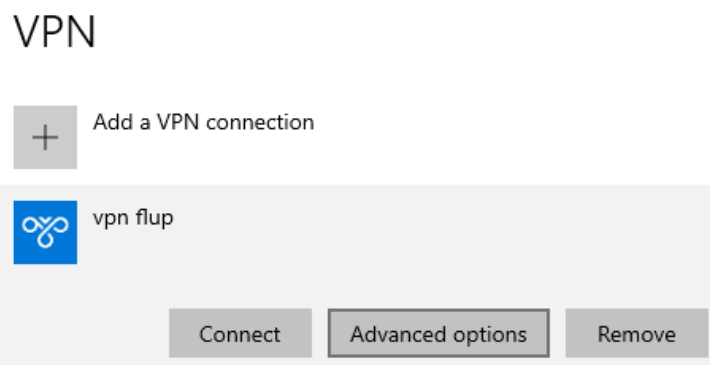 VPN
Add a VPN connection
vpn flup
Connect Advanced options Remove